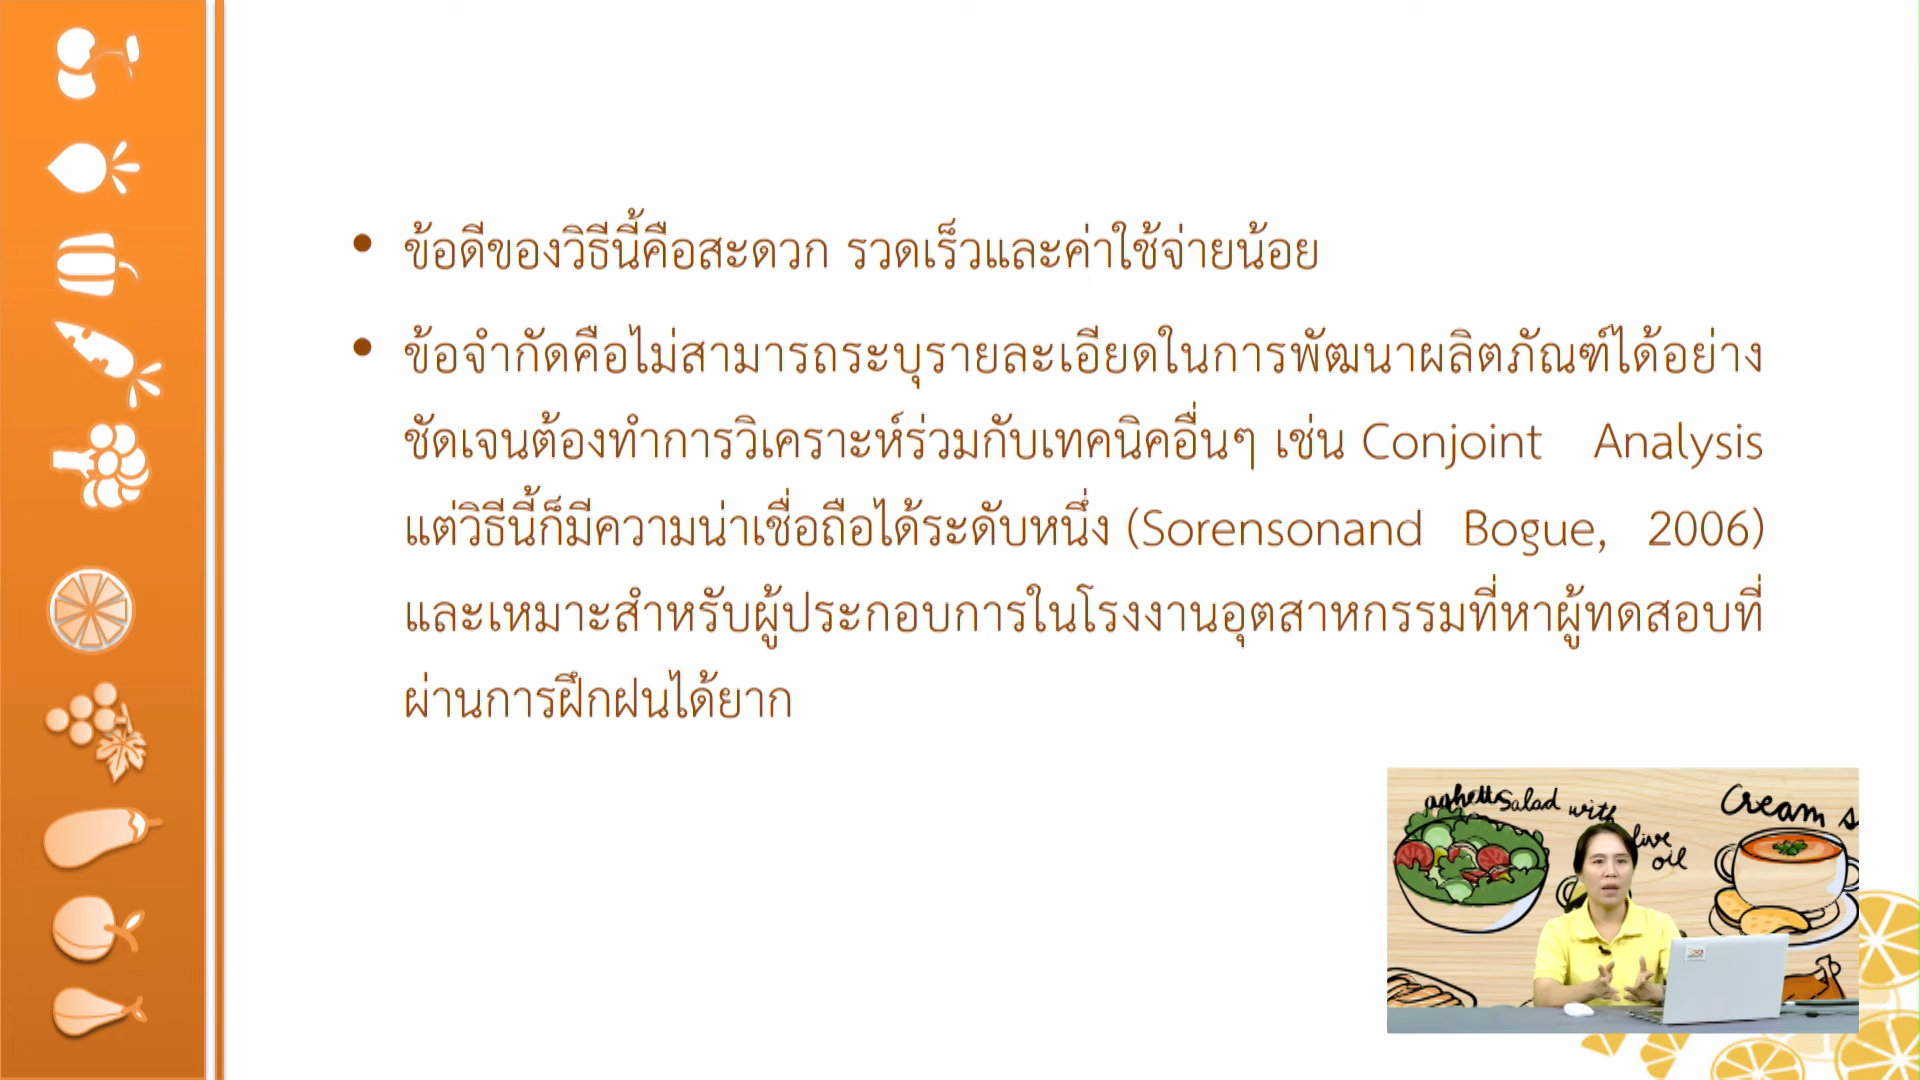 • ข้อดีของวิธีนี้คือสะดวก รวดเร็วและค่าใช้จ่ายน้อย
• ข้อจำกัดคือไม่สามารถระบุรายละเอียดในการพัฒนาผลิตภัณฑ์ได้อย่าง
ชัดเจนต้องทำการวิเคราะห์ร่วมกับเทคนิคอื่นๆ เช่น Conjoint Analysis
แต่วิธีนี้ก็มีความน่าเชื่อถือได้ระดับหนึ่ง (Sorensonand Bogue, 2006)
และเหมาะสำหรับผู้ประกอบการในโรงงานอุตสาหกรรมที่หาผู้ทดสอบที่
ผ่านการฝึกฝนได้ยาก
Salad with
live
oil
Cream s